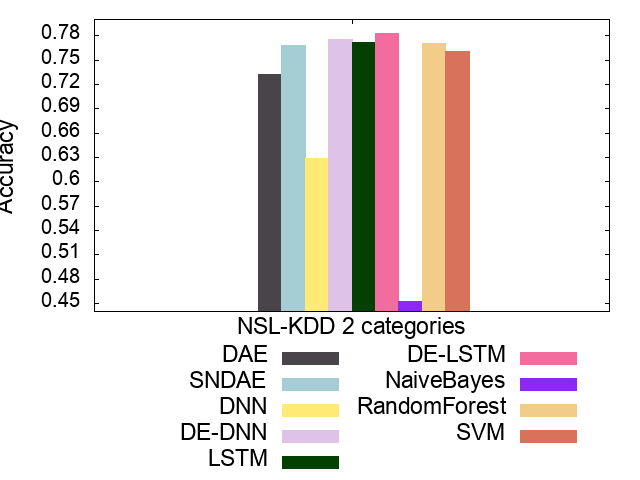 0.78
0.75
0.72
0.69
0.66
0.63
0.6
0.57
0.54
0.51
0.48
0.45
Accuracy
NSL-KDD 2 categories
DAE
SNDAE
DNN
DE-DNN
LSTM
DE-LSTM
NaiveBayes
RandomForest
SVM